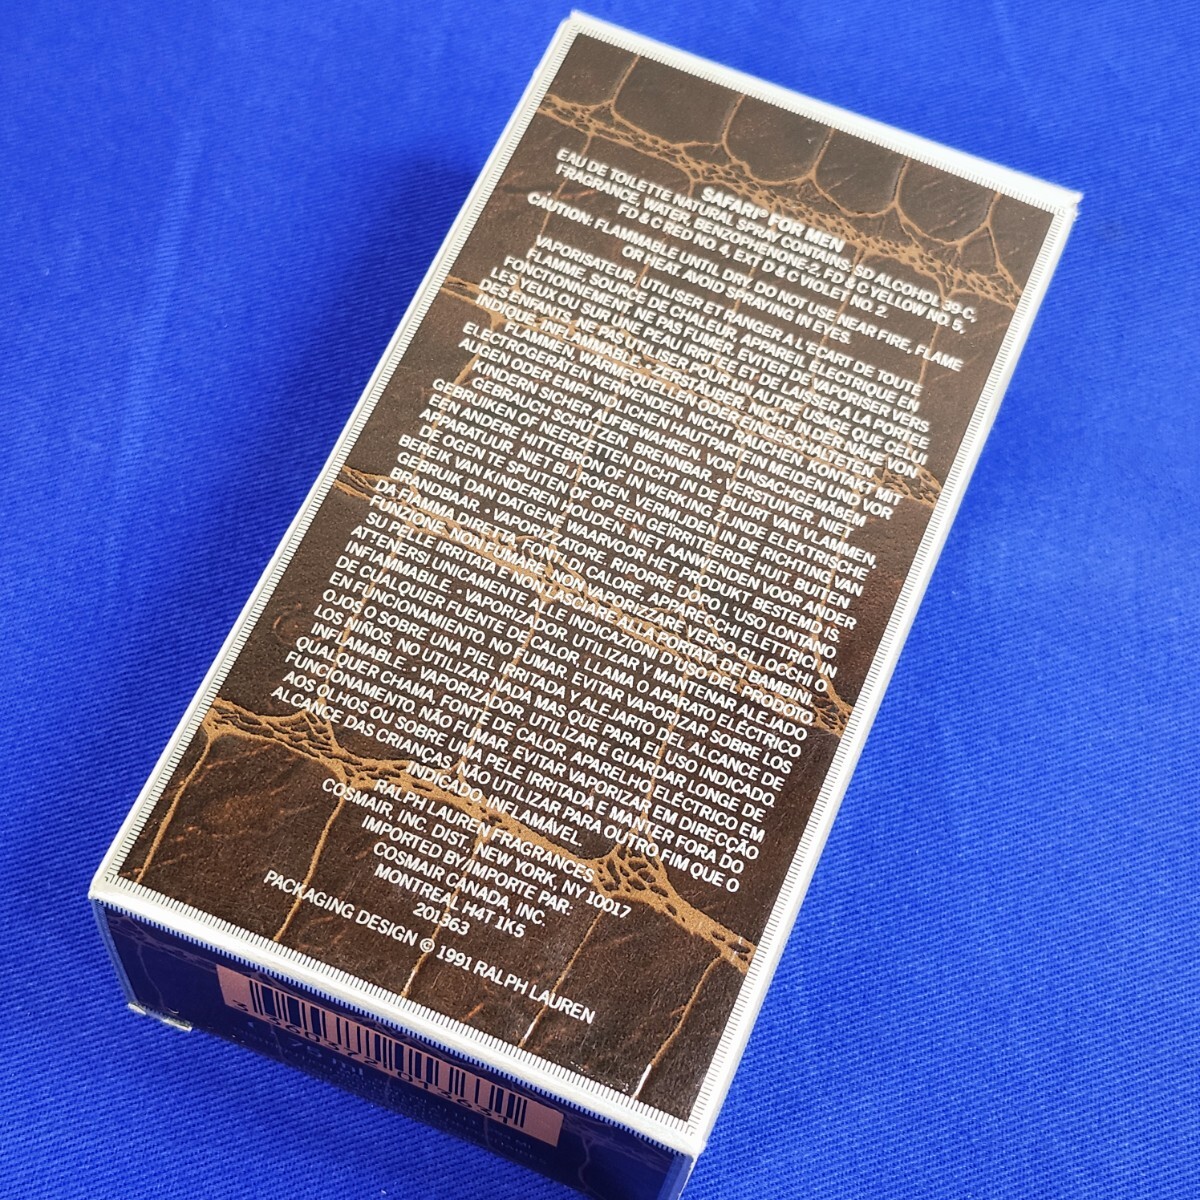 SAFARI® FOR MEN
EAU DE TOILETTE NATURAL SPRAY CONTAINS: SD ALCOHOL 39-C,
FRAGRANCE, WATER, BENZOPHENONE-2, FD & C YELLOW NO. 5,
FD & C RED NO. 4, EXT D & C VIOLET NO. 2.
CAUTION: FLAMMABLE UNTIL DRY. DO NOT USE NEAR FIRE, FLAME
OR HEAT. AVOID SPRAYING IN EYES.
VAPORISATEUR. UTILISER ET RANGER A L'ECART DE TOUTE
FLAMME, SOURCE DE CHALEUR, APPAREIL ELECTRIQUE EN
FONCTIONNEMENT. NE PAS FUMER. EVITER DE VAPORISER VERS
LES YEUX OU SUR UNE PEAU IRRITEE ET DE LAISSER A LA PORTEE
DES ENFANTS. NE PAS UTILISER POUR UN AUTRE USAGE QUE CELUI
INDIQUE. INFLAMMABLE. • ZERSTÄUBER. NICHT IN DER NÄHE VON
FLAMMEN, WÄRMEQUELLEN ODER EINGESCHALTETEN
ELECTROGERÄTEN VERWENDEN. NICHT RAUCHEN. KONTAKT MIT
AUGEN ODER EMPFINDLICHEN HAUTPARTEIN MEIDEN UND VOR
KINDERN SICHER AUFBEWAHREN. VOR UNSACHGEMÄßEM
GEBRAUCH SCHÜTZEN. BRENNBAR. • VERSTUIVER. NIET
GEBRUIKEN OF NEERZETTEN DICHT IN DE BUURT VAN VLAMMEN,
EEN ANDERE HITTEBRON OF IN WERKING ZIJNDE ELEKTRISCHE
APPARATUUR. NIET BIJ ROKEN. VERMIJDEN IN DE RICHTING VAN
DE OGEN TE SPUITEN OF OP EEN GEÏRRITEERDE HUIT. BUITEN
BEREIK VAN KINDEREN HOUDEN. NIET AANWENDEN VOOR ANDER
GEBRUIK DAN DATGENE WAARVOOR HET PRODUKT BESTEMD IS.
BRANDBAAR. • VAPORIZZATORE. RIPORRE DOPO L'USO LONTANO
DA FIAMMA DIRETTA, FONTI DI CALORE, APPARECCHI ELETTRICI IN
FUNZIONE. NON FUMARE. NON VAPORIZZARE VERSO GLI OCCHI O
SU PELLE IRRITATA E NON LASCIARE ALLA PORTATA DEI BAMBINI.
ATTENERSI UNICAMENTE ALLE INDICAZIONI D'USO DEL PRODOTO
INFIAMMABILE. • VAPORIZADOR. UTILIZAR Y MANTENAR ALEJADO
DE CUALQUIER FUENTE DE CALOR, LLAMA O APARATO ELÉCTRICO
EN FUNCIONAMIENTO. NO FUMAR. EVITAR VAPORIZAR SOBRE LOS
OJOS O SOBRE UNA PIEL IRRITADA Y ALEJARTO DEL ALCANCE DE
LOS NIÑOS. NO UTILIZAR NADA MAS QUE PARA EL USO INDICADO.
INFLAMABLE. • VAPORIZADOR. UTILIZAR E GUARDAR LONGE DE
QUALQUER CHAMA, FONTE DE CALOR, APARELHO ELÉCTRICO EM
FUNCIONAMENTO. NÃO FUMAR. EVITAR VAPORIZAR EM DIRECÇÃO
AOS OLHOS OU SOBRE UMA PELE IRRITADA E MANTER FORA DO
ALCANCE DAS CRIANÇAS. NÃO UTILIZAR PARA OUTRO FIM QUE O
INDICADO. INFLAMÁVEL.
RALPH LAUREN FRAGRANCES
COSMAIR, INC. DIST., NEW YORK, NY 10017
IMPORTED BY/IMPORTE PAR:
COSMAIR CANADA, INC.
MONTREAL H4T 1K5
201363
PACKAGING DESIGN © 1991 RALPH LAUREN